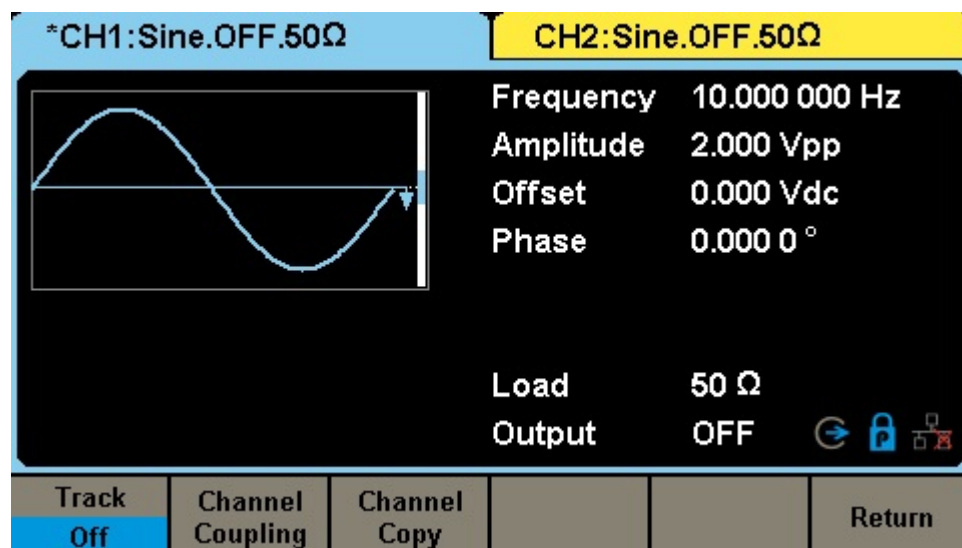 *CH1:Sine.OFF.50Ω
CH2:Sine.OFF.50Ω
Frequency 10.000 000 Hz
Amplitude 2.000 Vpp
Offset 0.000 Vdc
Phase 0.000 0 °
Load 50 Ω
Output OFF
P
Track
Off
Channel
Coupling
Channel
Copy
Return